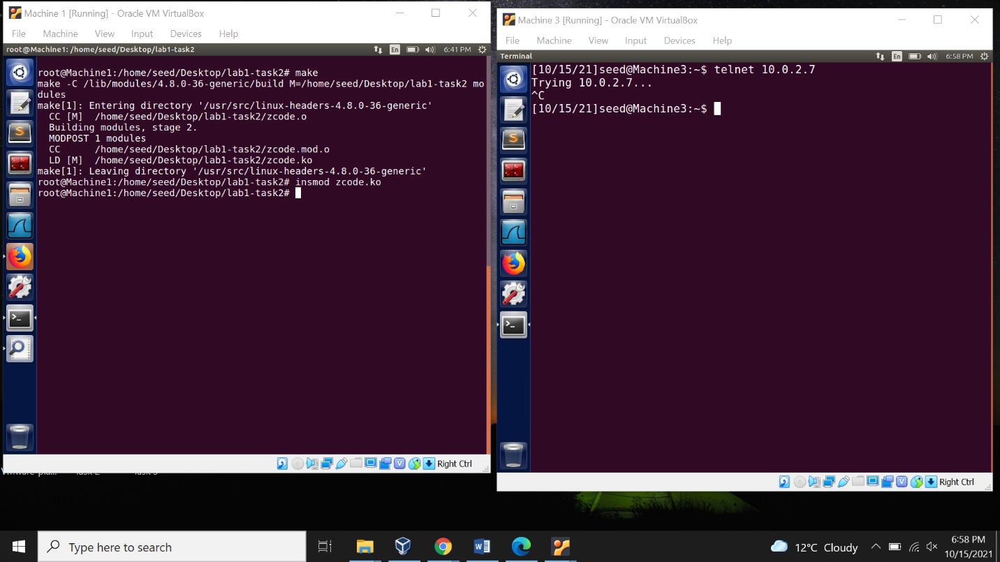 Machine 1 [Running] - Oracle VM VirtualBox
File Machine View Input Devices Help
root@Machine1: /home/seed/Desktop/lab1-task2 En 6:41 PM
root@Machine1:/home/seed/Desktop/lab1-task2# make
make -C /lib/modules/4.8.0-36-generic/build M=/home/seed/Desktop/lab1-task2 mo
dules
make[1]: Entering directory '/usr/src/linux-headers-4.8.0-36-generic'
CC [M] /home/seed/Desktop/lab1-task2/zcode.o
Building modules, stage 2.
MODPOST 1 modules
CC /home/seed/Desktop/lab1-task2/zcode.mod.o
LD [M] /home/seed/Desktop/lab1-task2/zcode.ko
make[1]: Leaving directory '/usr/src/linux-headers-4.8.0-36-generic'
root@Machine1:/home/seed/Desktop/lab1-task2# insmod zcode.ko
root@Machine1:/home/seed/Desktop/lab1-task2#
Right Ctrl
Machine 3 [Running] - Oracle VM VirtualBox
File Machine View Input Devices Help
Terminal En 6:58 PM
[10/15/21]seed@Machine3:~$ telnet 10.0.2.7
Trying 10.0.2.7...
^C
[10/15/21]seed@Machine3:~$
Right Ctrl
Type here to search
12°C Cloudy
6:58 PM
10/15/2021